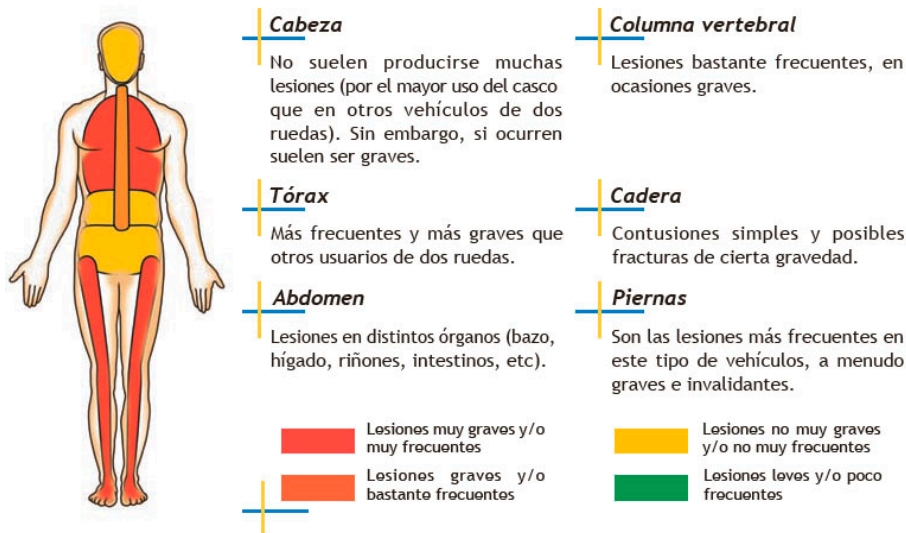 Cabeza
No suelen producirse muchas
lesiones (por el mayor uso del casco
que en otros vehículos de dos
ruedas). Sin embargo, si ocurren
suelen ser graves.
Columna vertebral
Lesiones bastante frecuentes, en
ocasiones graves.
Tórax
Más frecuentes y más graves que
otros usuarios de dos ruedas.
Cadera
Contusiones simples y posibles
fracturas de cierta gravedad.
Abdomen
Lesiones en distintos órganos (bazo,
hígado, riñones, intestinos, etc).
Piernas
Son las lesiones más frecuentes en
este tipo de vehículos, a menudo
graves e invalidantes.
Lesiones muy graves y/o
muy frecuentes
Lesiones graves y/o
bastante frecuentes
Lesiones no muy graves
y/o no muy frecuentes
Lesiones leves y/o poco
frecuentes